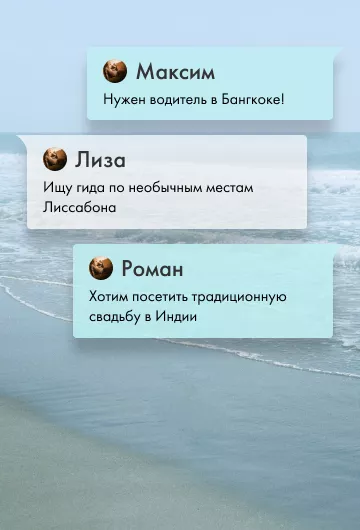 Максим
Нужен водитель в Бангкоке!
Лиза
Ищу гида по необычным местам
Лиссабона
Роман
Хотим посетить традиционную
свадьбу в Индии